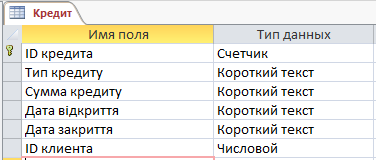 Кредит
Имя поля Тип данных
ID кредита Счетчик
Тип кредиту Короткий текст
Сумма кредиту Короткий текст
Дата відкриття Короткий текст
Дата закриття Короткий текст
ID клиента Числовой